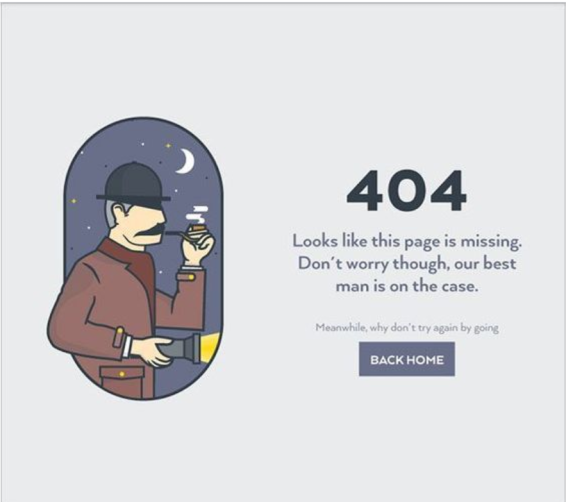 404
Looks like this page is missing.
Don´t worry though, our best
man is on the case.
Meanwhile, why don´t try again by going
BACK HOME